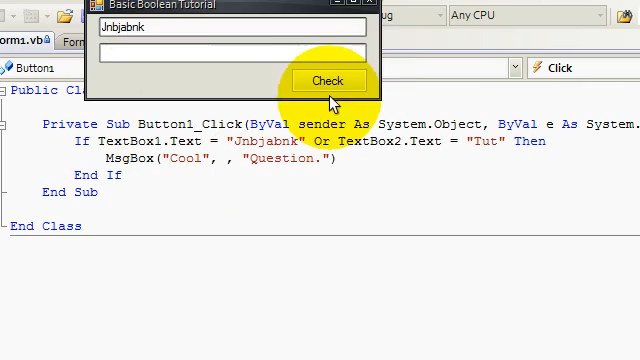 Basic Boolean Tutorial
Jnbjabnk
Any CPU
orm1.vb
Form
Check
Button1
Click
Public Cla
Private Sub Button1_Click(ByVal sender As System.Object, ByVal e As System.
If TextBox1.Text = "Jnbjabnk" Or TextBox2.Text = "Tut" Then
MsgBox("Cool", , "Question.")
End If
End Sub
End Class